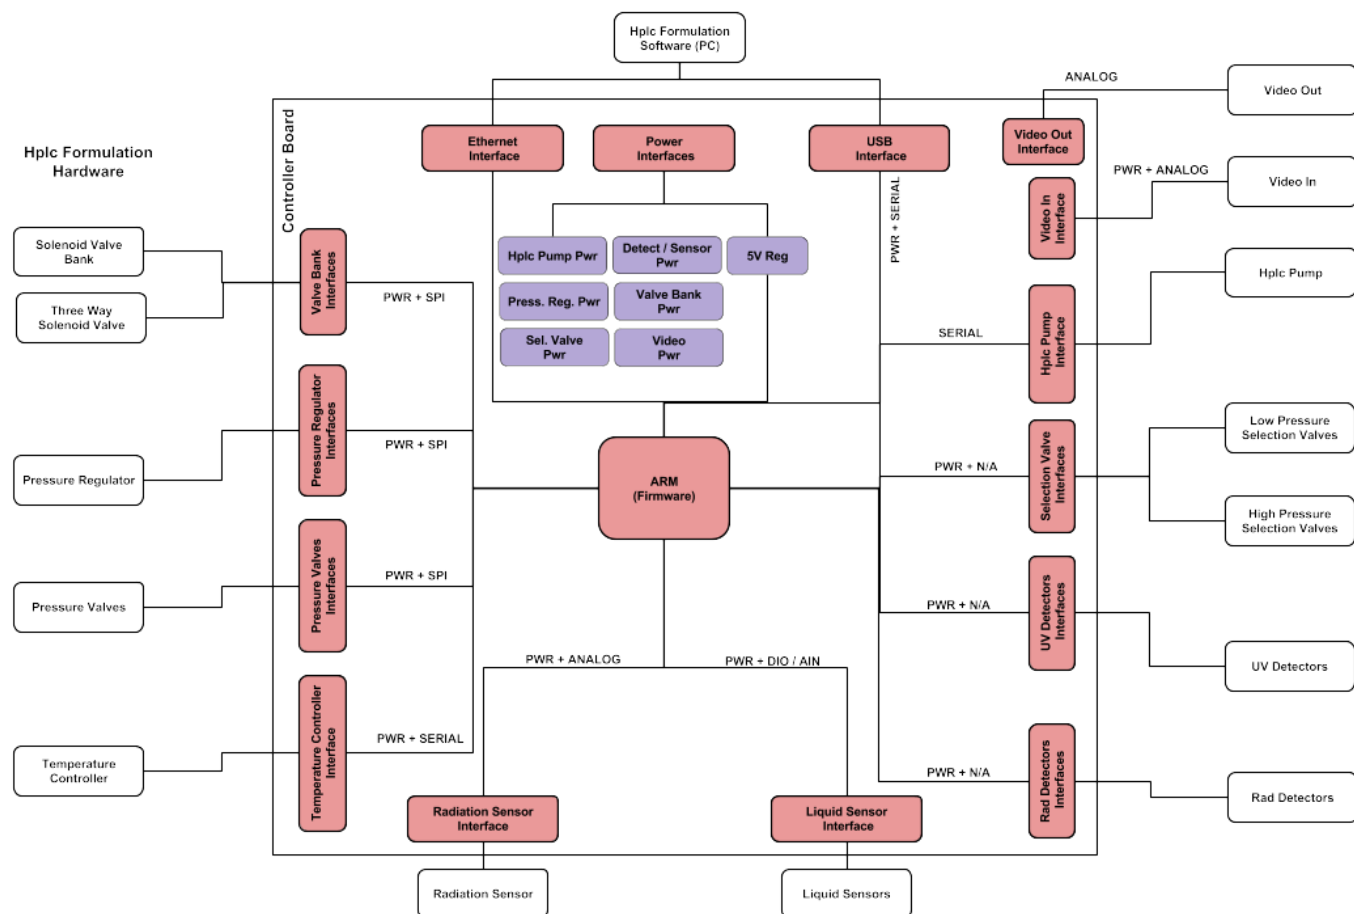 Hplc Formulation
Software (PC)
ANALOG
Video Out
Controller Board
Ethernet
Interface
Power
Interfaces
USB
Interface
Video Out
Interface
Hplc Formulation
Hardware
PWR + ANALOG
Video In
Video In
Interface
PWR + SERIAL
Solenoid Valve
Bank
Three Way
Solenoid Valve
Valve Bank
Interfaces
PWR + SPI
Hplc Pump Pwr
Detect / Sensor
Pwr
5V Reg
Press. Reg. Pwr
Valve Bank
Pwr
Sel. Valve
Pwr
Video
Pwr
SERIAL
Hplc Pump
Interface
Hplc Pump
Pressure Regulator
Pressure Regulator
Interfaces
PWR + SPI
ARM
(Firmware)
PWR + N/A
Selection Valve
Interfaces
Low Pressure
Selection Valves
High Pressure
Selection Valves
Pressure Valves
Pressure Valves
Interfaces
PWR + SPI
PWR + N/A
UV Detectors
Interfaces
UV Detectors
PWR + ANALOG
PWR + DIO / AIN
Temperature
Controller
Temperature Controller
Interface
PWR + SERIAL
PWR + N/A
Rad Detectors
Interfaces
Rad Detectors
Radiation Sensor
Interface
Liquid Sensor
Interface
Radiation Sensor
Liquid Sensors